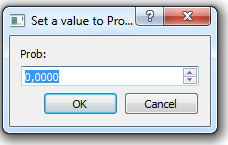 Set a value to Pro...
Prob:
0,0000
OK
Cancel